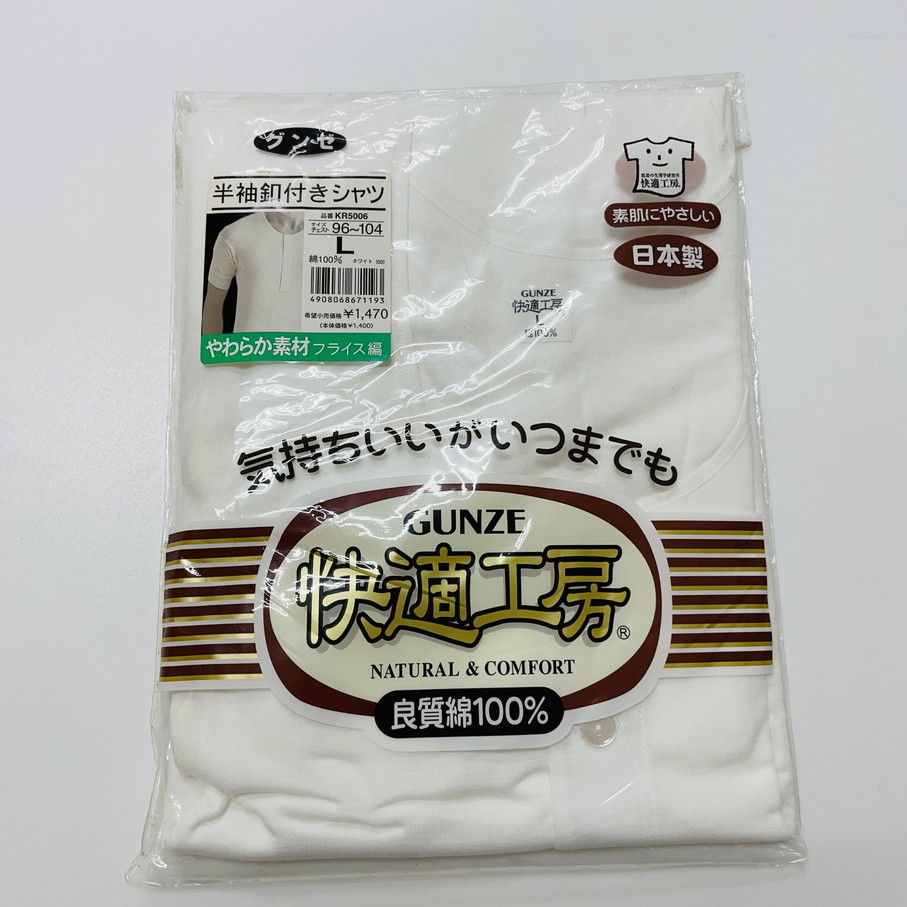 グンゼ
半袖釦付きシャツ
品番 KR5006
サイズ
チェスト 96~104
L
綿100% ホワイト (03)
4908068671193
希望小売価格 ¥1,470
(本体価格¥1,400)
やわらか素材 フライス編
快適工房
素肌にやさしい
日本製
GUNZE
快適工房
L
綿100%
気持ちいいがいつまでも
GUNZE
快適工房®
NATURAL & COMFORT
良質綿100%